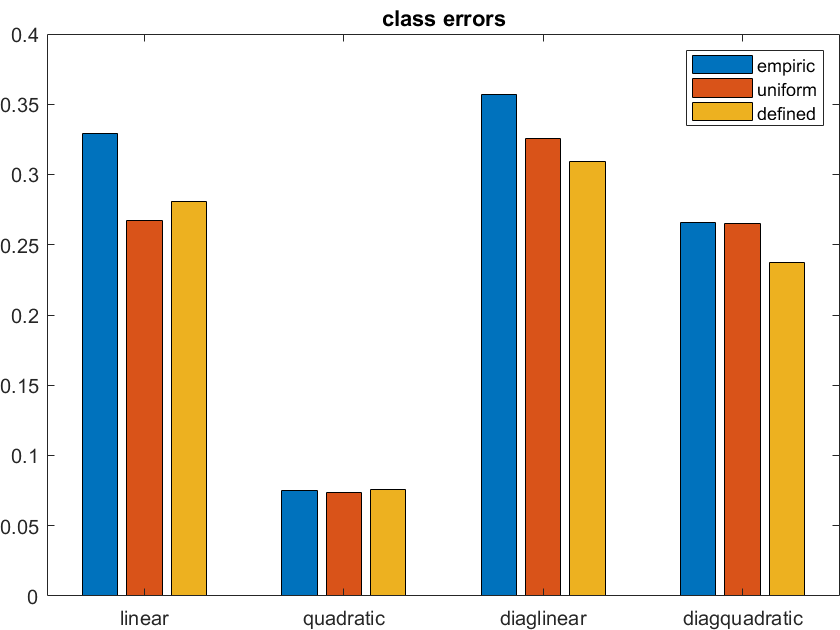 class errors
0.4
0.35
0.3
0.25
0.2
0.15
0.1
0.05
0
empiric
uniform
defined
linear quadratic diaglinear diagquadratic